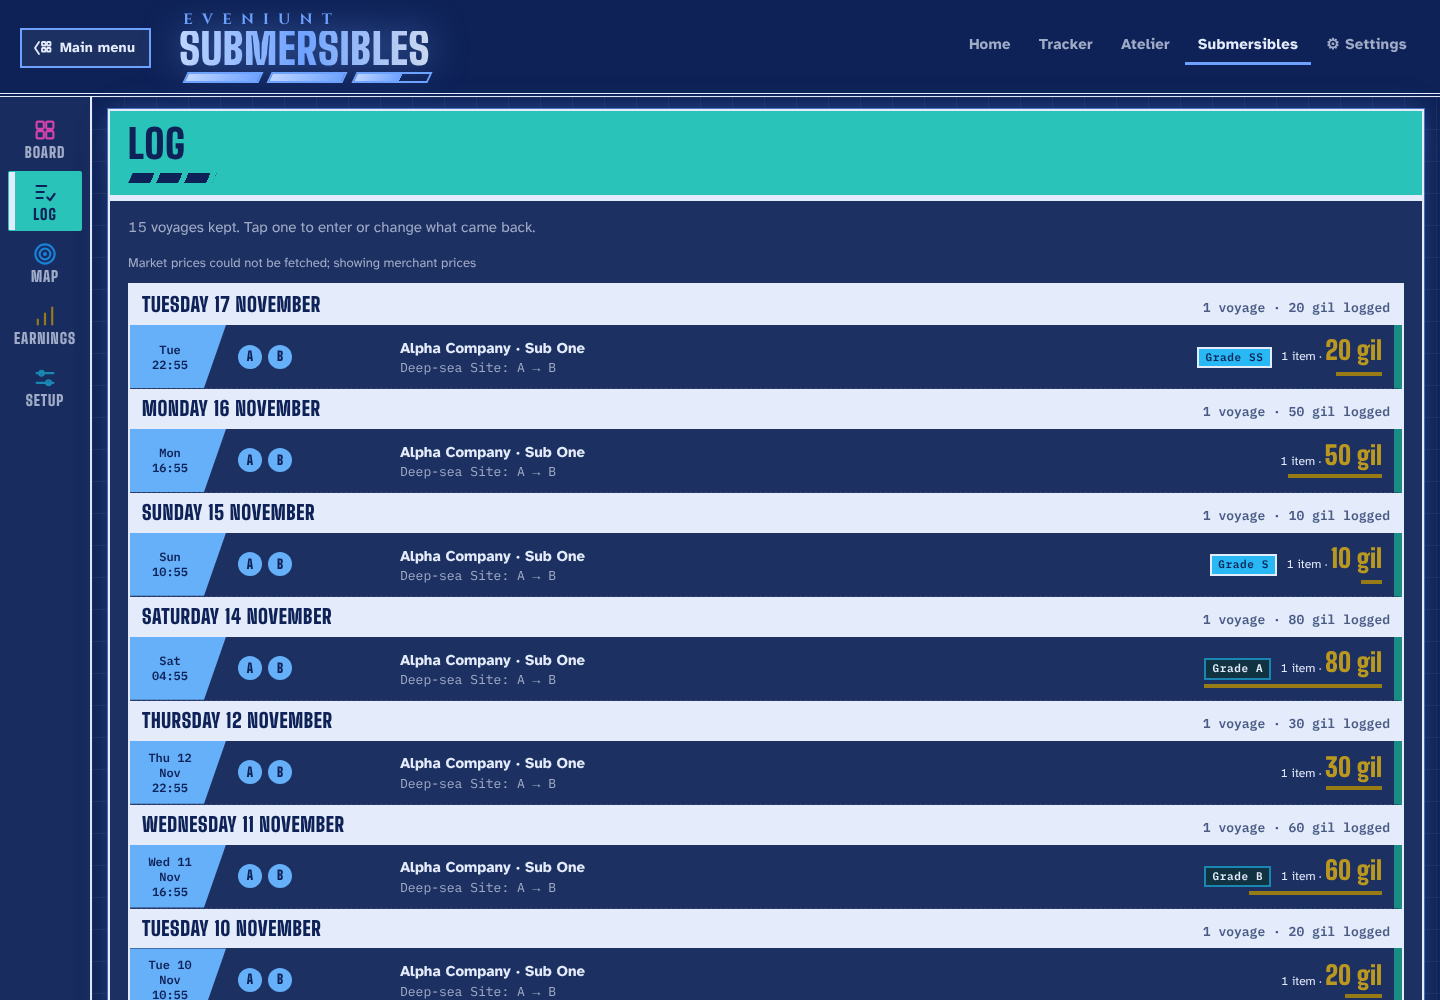 Main menu
EVENIUNT
SUBMERSIBLES
Home
Tracker
Atelier
Submersibles
Settings
BOARD
LOG
MAP
EARNINGS
SETUP
LOG
15 voyages kept. Tap one to enter or change what came back.
Market prices could not be fetched; showing merchant prices
TUESDAY 17 NOVEMBER
1 voyage · 20 gil logged
Tue
22:55
A B
Alpha Company · Sub One
Deep-sea Site: A → B
Grade SS
1 item · 20 gil
MONDAY 16 NOVEMBER
1 voyage · 50 gil logged
Mon
16:55
A B
Alpha Company · Sub One
Deep-sea Site: A → B
1 item · 50 gil
SUNDAY 15 NOVEMBER
1 voyage · 10 gil logged
Sun
10:55
A B
Alpha Company · Sub One
Deep-sea Site: A → B
Grade S
1 item · 10 gil
SATURDAY 14 NOVEMBER
1 voyage · 80 gil logged
Sat
04:55
A B
Alpha Company · Sub One
Deep-sea Site: A → B
Grade A
1 item · 80 gil
THURSDAY 12 NOVEMBER
1 voyage · 30 gil logged
Thu 12
Nov
22:55
A B
Alpha Company · Sub One
Deep-sea Site: A → B
1 item · 30 gil
WEDNESDAY 11 NOVEMBER
1 voyage · 60 gil logged
Wed 11
Nov
16:55
A B
Alpha Company · Sub One
Deep-sea Site: A → B
Grade B
1 item · 60 gil
TUESDAY 10 NOVEMBER
1 voyage · 20 gil logged
Tue 10
Nov
10:55
A B
Alpha Company · Sub One
Deep-sea Site: A → B
1 item · 20 gil